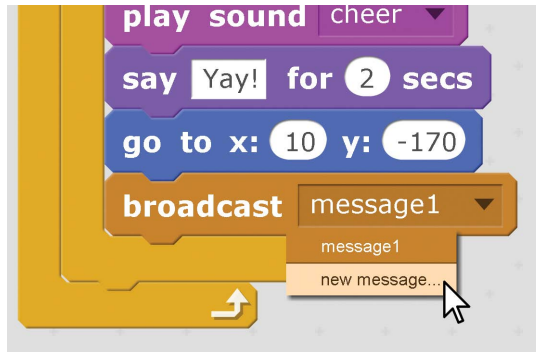 play sound cheer
say Yay! for 2 secs
go to x: 10 y: -170
broadcast message1
message1
new message...